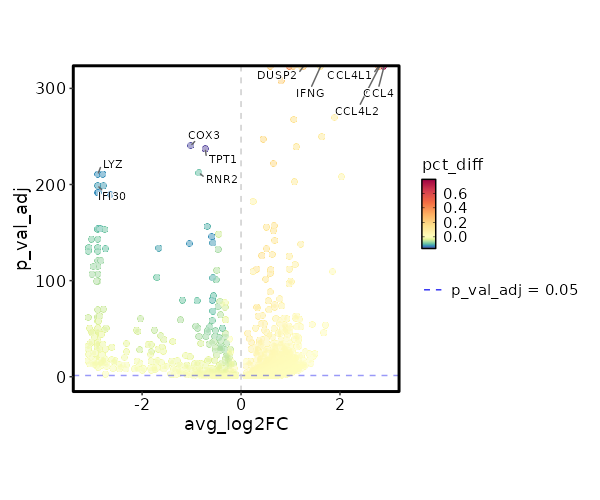 DUSP2
CCL4L1
IFNG
CCL4
CCL4L2
COX3
TPT1
LYZ
RNR2
IFI30
300
200
100
0
p_val_adj
-2
0
2
avg_log2FC
pct_diff
0.6
0.4
0.2
0.0
p_val_adj = 0.05